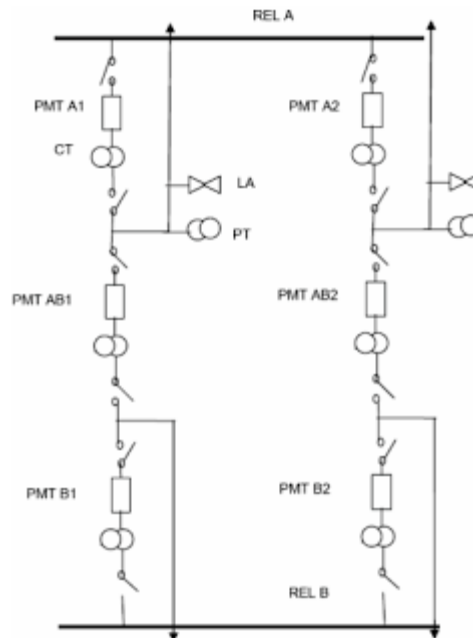 REL A
PMT A1
PMT A2
CT
LA
PT
PMT AB1
PMT AB2
PMT B1
PMT B2
REL B